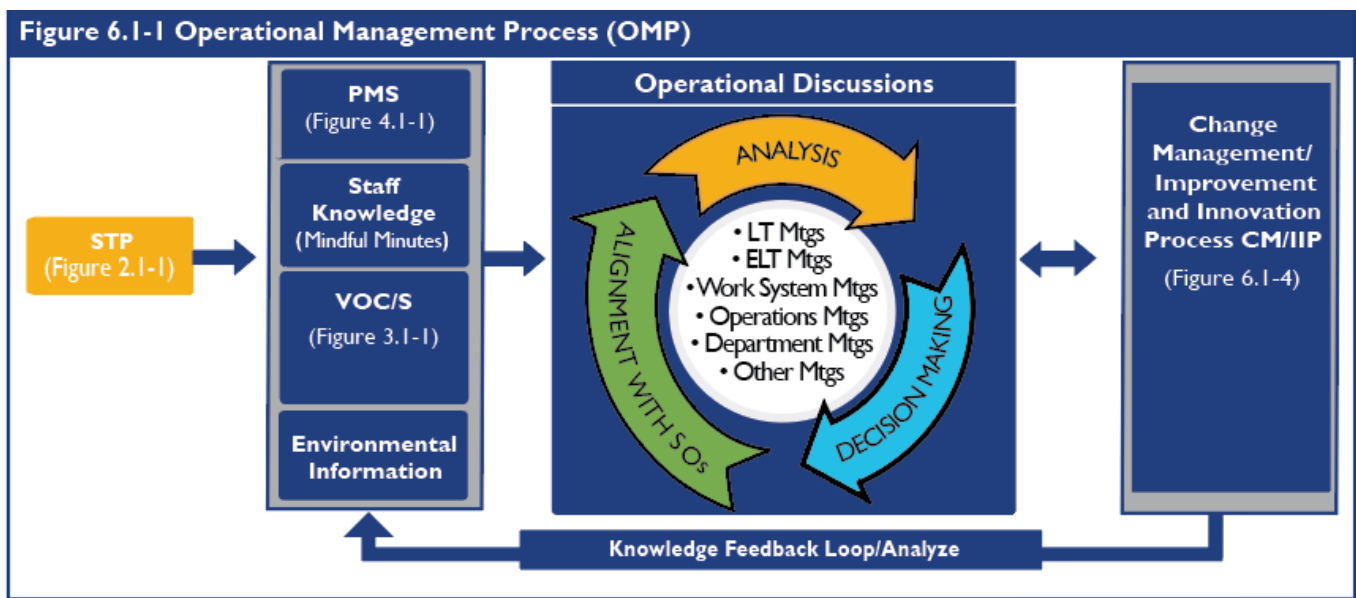 Figure 6.1-1 Operational Management Process (OMP)
STP
(Figure 2.1-1)
PMS
(Figure 4.1-1)
Staff
Knowledge
(Mindful Minutes)
VOC/S
(Figure 3.1-1)
Environmental
Information
Operational Discussions
ANALYSIS
DECISION MAKING
ALIGNMENT WITH SOs
• LT Mtgs
• ELT Mtgs
• Work System Mtgs
• Operations Mtgs
• Department Mtgs
• Other Mtgs
Change
Management/
Improvement
and Innovation
Process CM/IIP
(Figure 6.1-4)
Knowledge Feedback Loop/Analyze